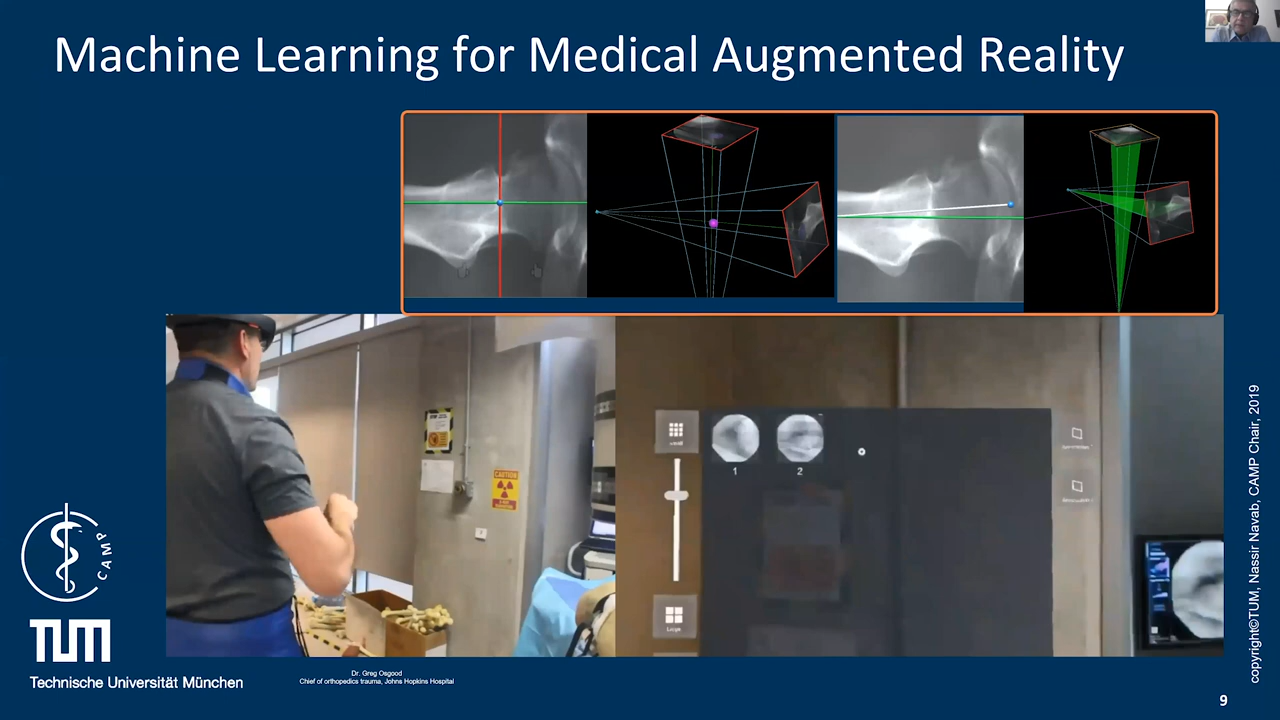 Machine Learning for Medical Augmented Reality
CAUTION
1
2
CAMP
TUM
Technische Universität München
Dr. Greg Osgood
Chief of orthopedics trauma, Johns Hopkins Hospital
copyright©TUM, Nassir Navab, CAMP Chair, 2019
9